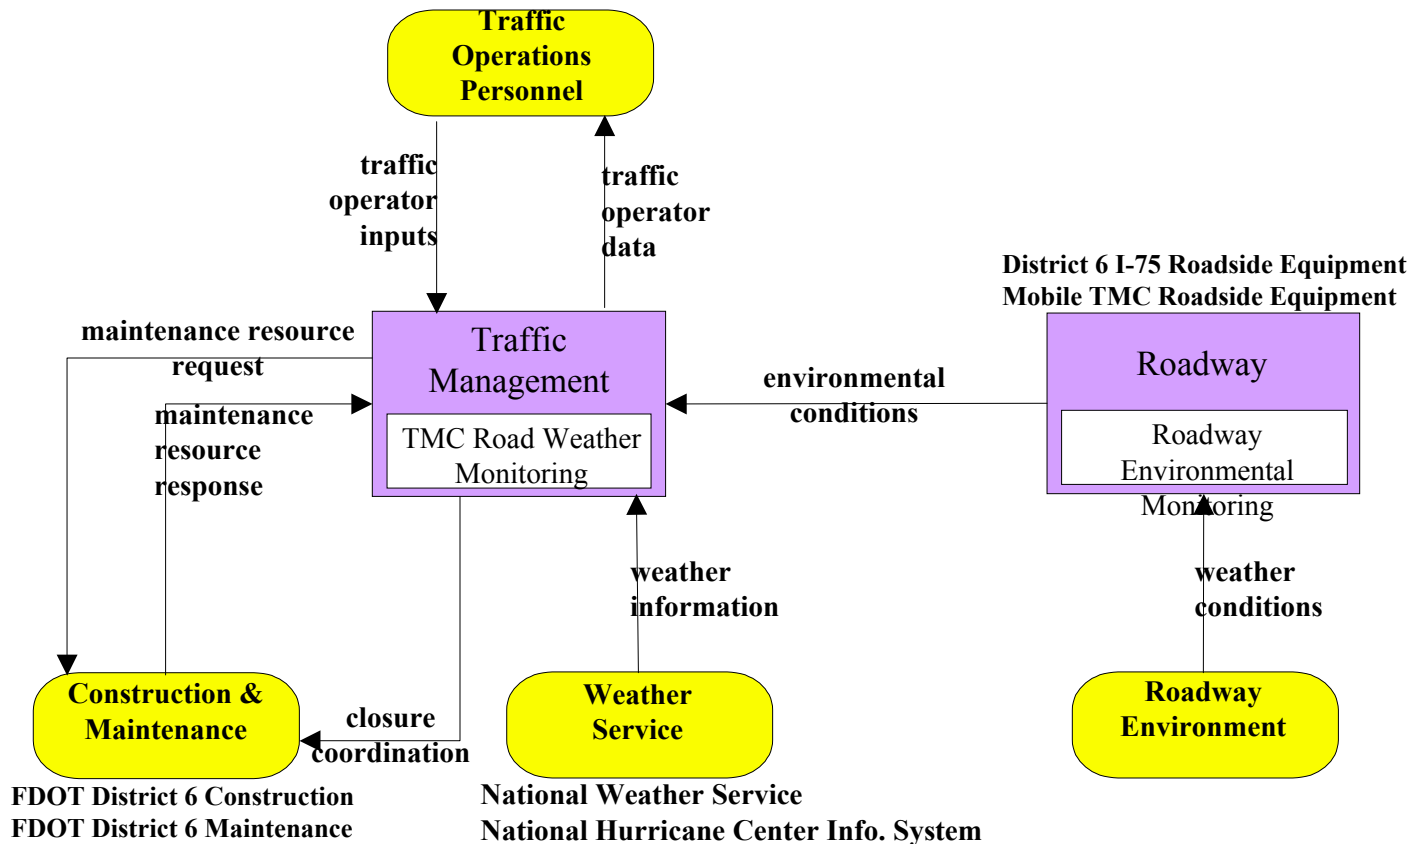 Traffic
Operations
Personnel
traffic
operator
inputs
traffic
operator
data
District 6 I-75 Roadside Equipment
Mobile TMC Roadside Equipment
maintenance resource
request
maintenance
resource
response
Traffic
Management
TMC Road Weather
Monitoring
environmental
conditions
Roadway
Roadway
Environmental
Monitoring
weather
information
weather
conditions
Construction &
Maintenance
closure
coordination
Weather
Service
Roadway
Environment
FDOT District 6 Construction
FDOT District 6 Maintenance
National Weather Service
National Hurricane Center Info. System